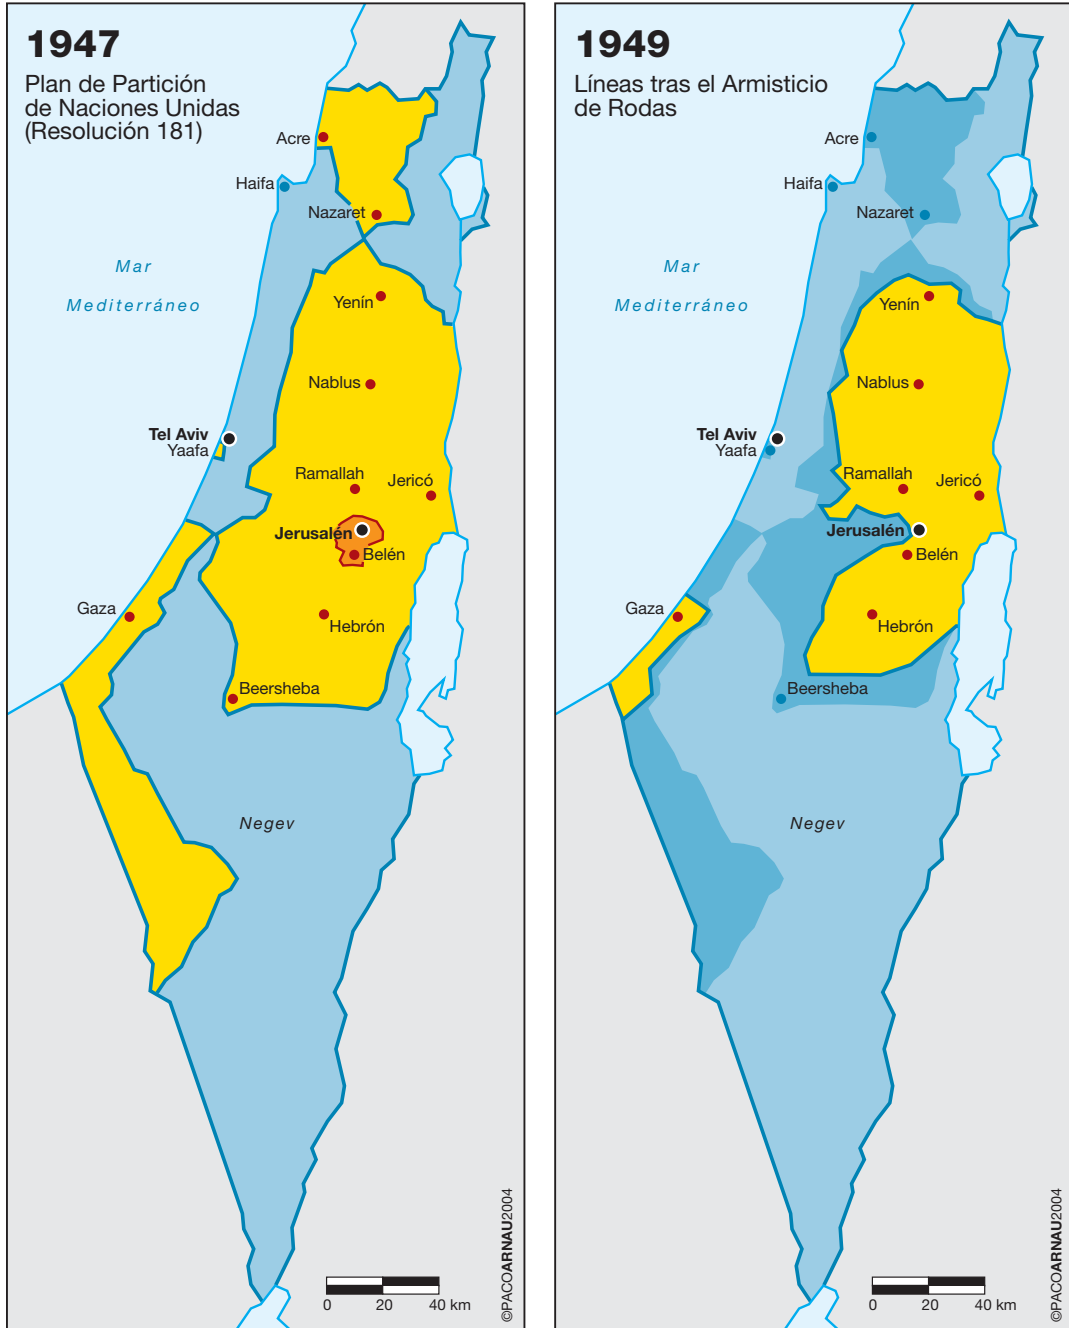 1947
Plan de Partición
de Naciones Unidas
(Resolución 181)
Acre
Haifa
Nazaret
Mar
Mediterráneo
Yenín
Nablus
Tel Aviv
Yaafa
Ramallah
Jericó
Jerusalén
Belén
Gaza
Hebrón
Beersheba
Negev
0 20 40 km
©PACOARNAU2004
1949
Líneas tras el Armisticio
de Rodas
Acre
Haifa
Nazaret
Mar
Mediterráneo
Yenín
Nablus
Tel Aviv
Yaafa
Ramallah
Jericó
Jerusalén
Belén
Gaza
Hebrón
Beersheba
Negev
0 20 40 km
©PACOARNAU2004